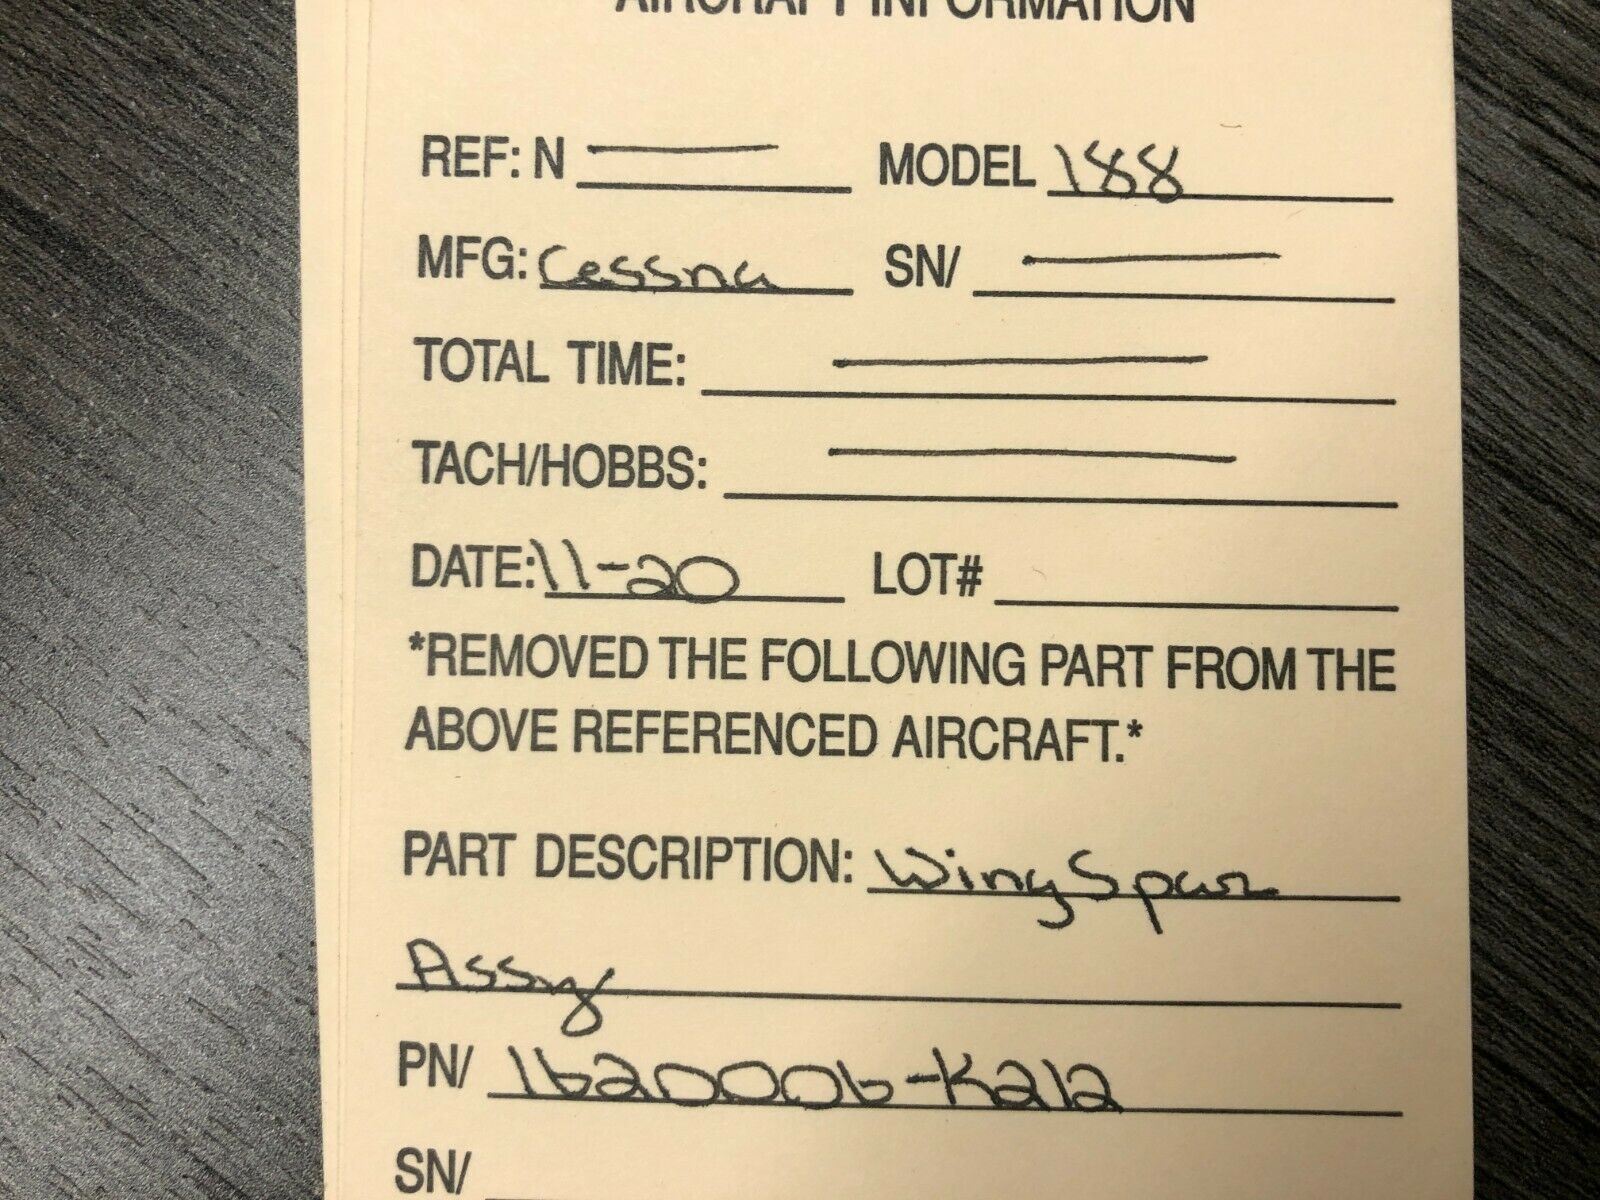 AIRCRAFT INFORMATION
REF: N ——— MODEL 188
MFG: Cessna SN/ ———
TOTAL TIME: ———
TACH/HOBBS: ———
DATE: 11-20 LOT#
*REMOVED THE FOLLOWING PART FROM THE
ABOVE REFERENCED AIRCRAFT.*
PART DESCRIPTION: Wing Spar
Assy
PN/ 1620006-K212
SN/